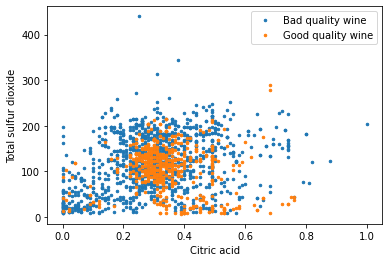 Bad quality wine
Good quality wine
400
300
200
100
0
Total sulfur dioxide
0.0 0.2 0.4 0.6 0.8 1.0
Citric acid